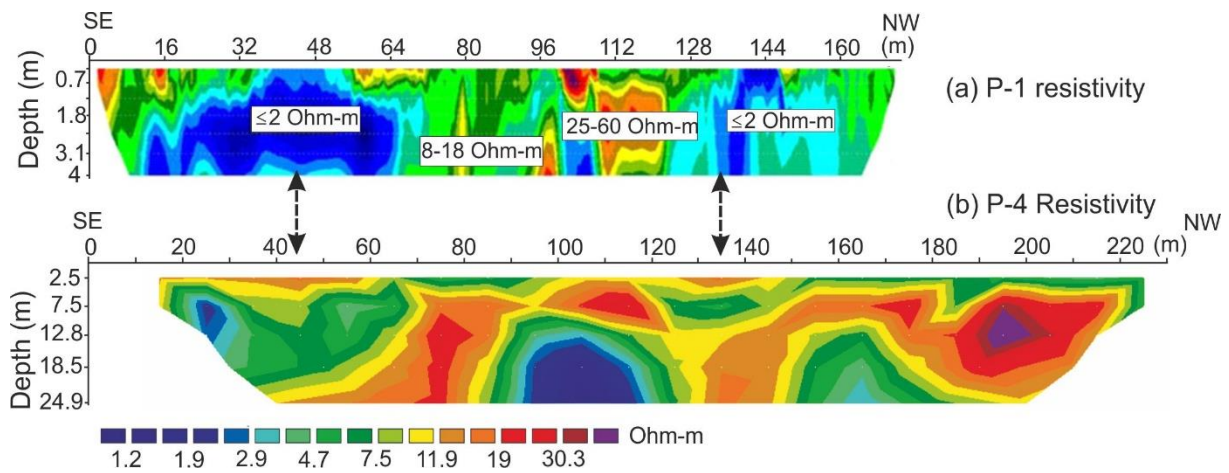 SE NW
0 16 32 48 64 80 96 112 128 144 160 (m)
Depth (m)
0.7
1.8
3.1
4
≤2 Ohm-m
8-18 Ohm-m
25-60 Ohm-m
≤2 Ohm-m
(a) P-1 resistivity
(b) P-4 Resistivity
SE NW
0 20 40 60 80 100 120 140 160 180 200 220 (m)
Depth (m)
2.5
7.5
12.8
18.5
24.9
Ohm-m
1.2 1.9 2.9 4.7 7.5 11.9 19 30.3